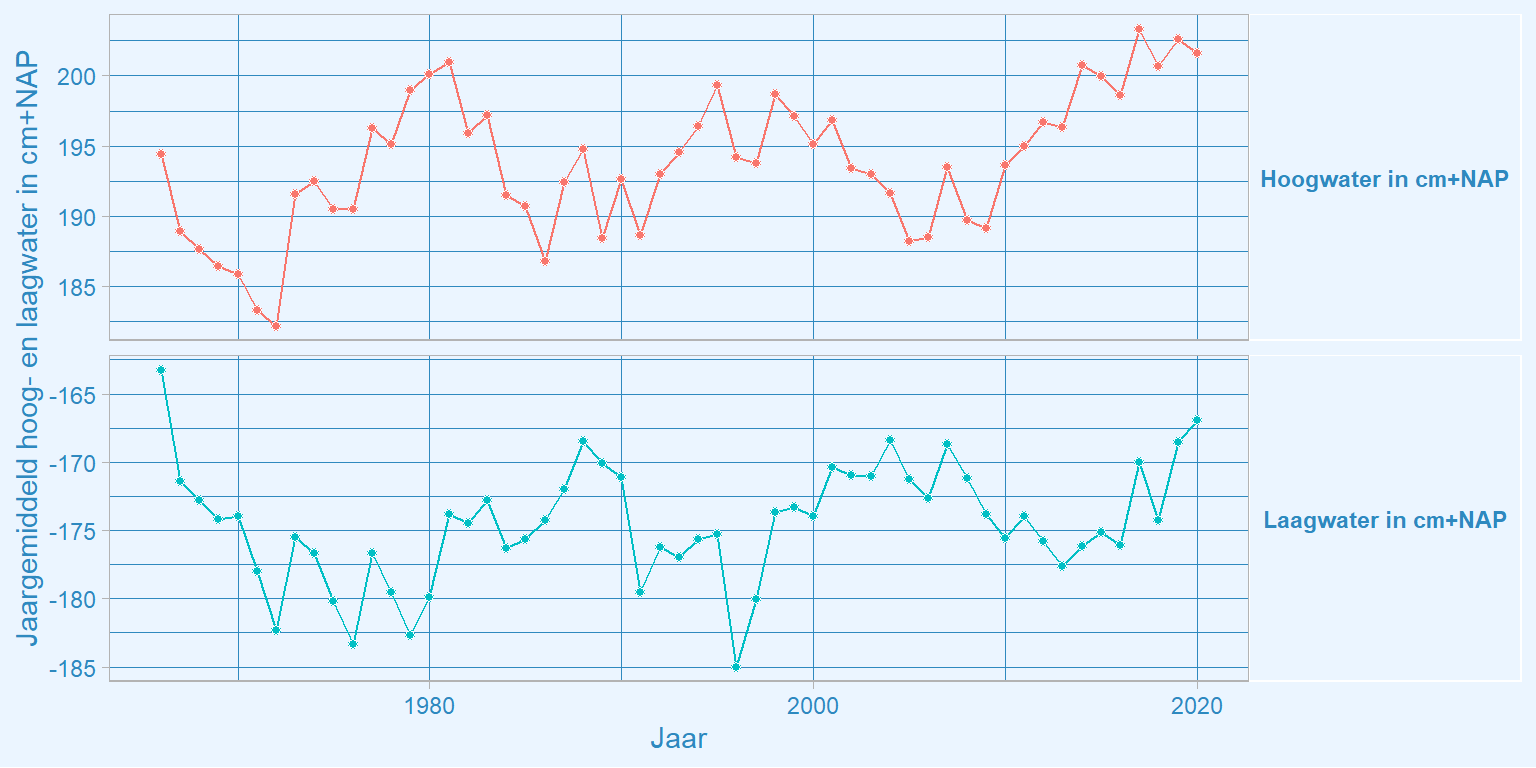 Jaargemiddeld hoog- en laagwater in cm+NAP
200
195
190
185
Hoogwater in cm+NAP
-165
-170
-175
-180
-185
Laagwater in cm+NAP
1980 2000 2020
Jaar